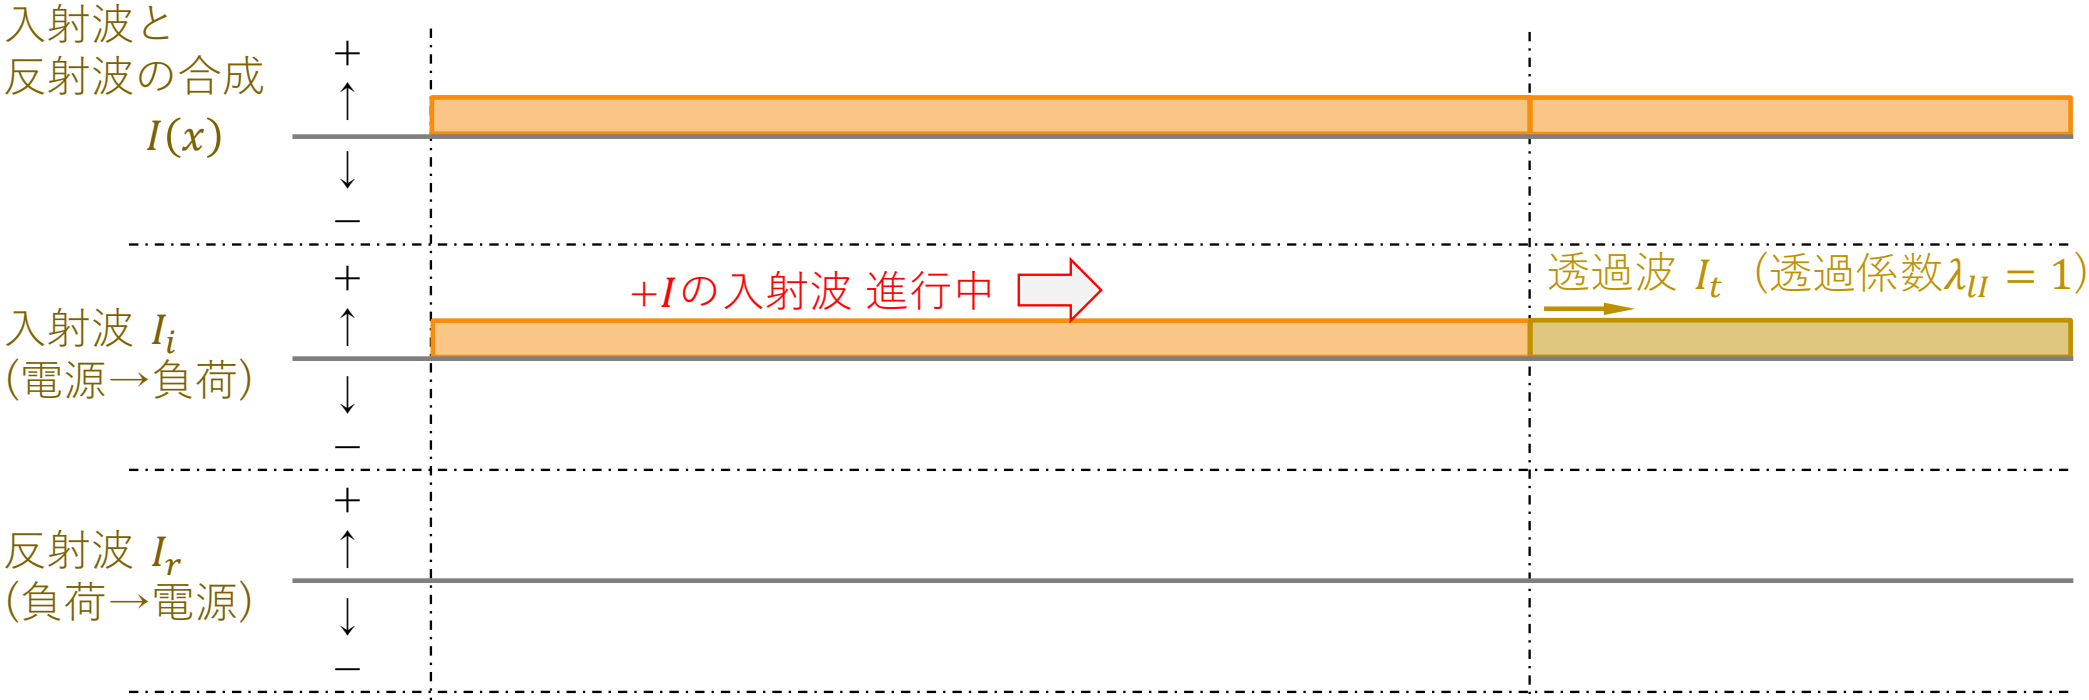 入射波と
反射波の合成
I(x)
+
↑
↓
−
+Iの入射波 進行中
透過波 I_t (透過係数λ_{lI} = 1)
入射波 I_i
(電源→負荷)
+
↑
↓
−
反射波 I_r
(負荷→電源)
+
↑
↓
−